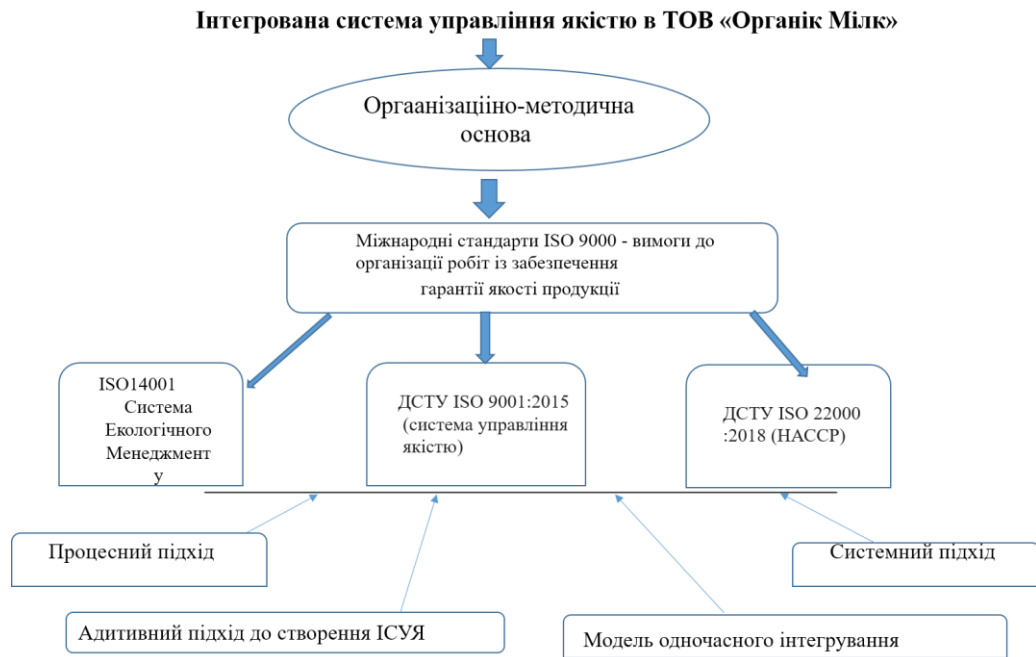 Інтегрована система управління якістю в ТОВ «Органік Мілк»
Оргаанізацііно-методична
основа
Міжнародні стандарти ISO 9000 - вимоги до
організації робіт із забезпечення
гарантії якості продукції
ISO14001
Система
Екологічного
Менеджмент
у
ДСТУ ISO 9001:2015
(система управління
якістю)
ДСТУ ISO 22000
:2018 (НАССР)
Процесний підхід
Системний підхід
Адитивний підхід до створення ІСУЯ
Модель одночасного інтегрування